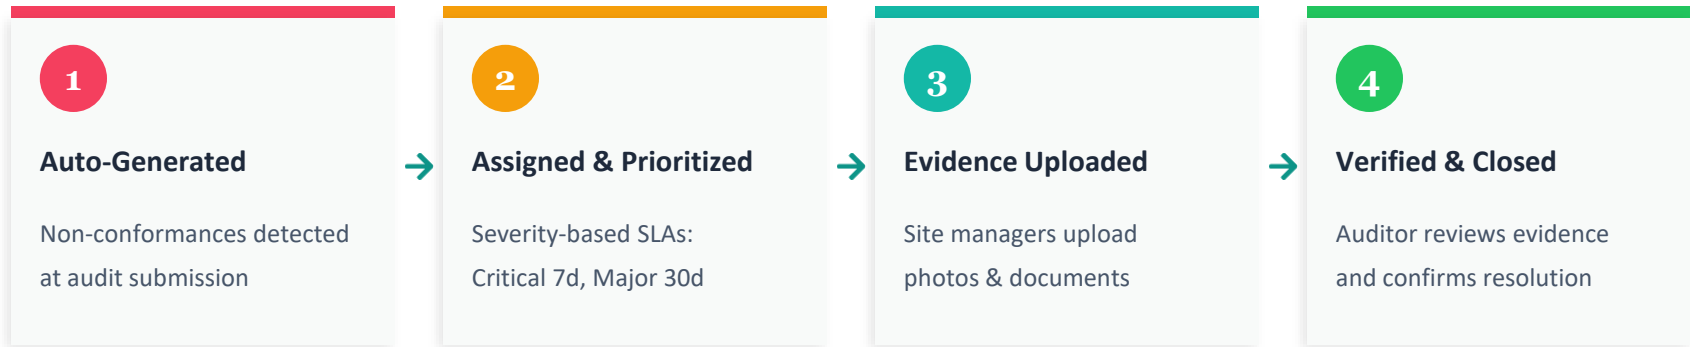 1
Auto-Generated
Non-conformances detected
at audit submission
2
Assigned & Prioritized
Severity-based SLAs:
Critical 7d, Major 30d
3
Evidence Uploaded
Site managers upload
photos & documents
4
Verified & Closed
Auditor reviews evidence
and confirms resolution